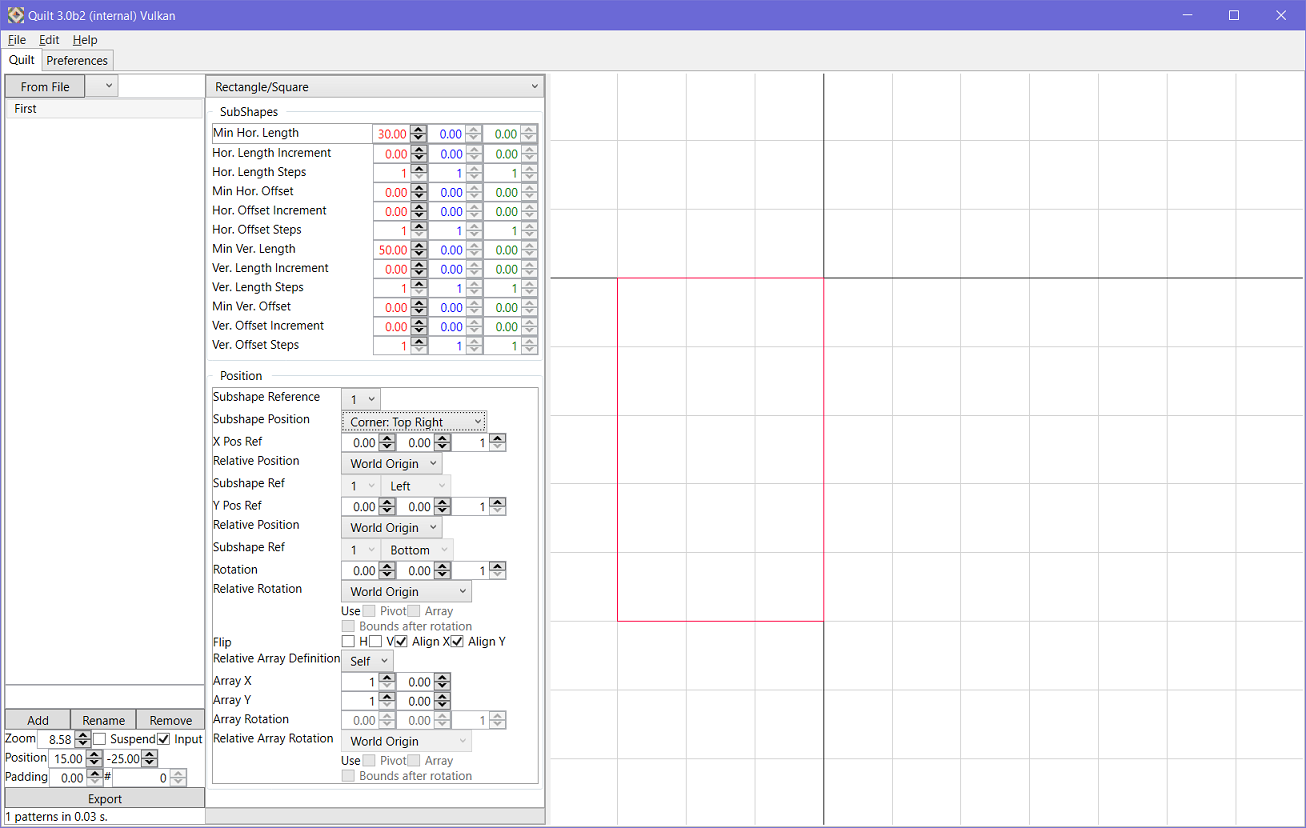 Quilt 3.0b2 (internal) Vulkan
File Edit Help
Quilt Preferences
From File
First
Rectangle/Square
SubShapes
Min Hor. Length 30.00 0.00 0.00
Hor. Length Increment 0.00 0.00 0.00
Hor. Length Steps 1 1 1
Min Hor. Offset 0.00 0.00 0.00
Hor. Offset Increment 0.00 0.00 0.00
Hor. Offset Steps 1 1 1
Min Ver. Length 50.00 0.00 0.00
Ver. Length Increment 0.00 0.00 0.00
Ver. Length Steps 1 1 1
Min Ver. Offset 0.00 0.00 0.00
Ver. Offset Increment 0.00 0.00 0.00
Ver. Offset Steps 1 1 1
Position
Subshape Reference 1
Subshape Position Corner: Top Right
X Pos Ref 0.00 0.00 1
Relative Position World Origin
Subshape Ref 1 Left
Y Pos Ref 0.00 0.00 1
Relative Position World Origin
Subshape Ref 1 Bottom
Rotation 0.00 0.00 1
Relative Rotation World Origin
Use Pivot Array
Bounds after rotation
Flip H V Align X Align Y
Relative Array Definition Self
Array X 1 0.00
Array Y 1 0.00
Array Rotation 0.00 0.00 1
Relative Array Rotation World Origin
Use Pivot Array
Bounds after rotation
Add Rename Remove
Zoom 8.58 Suspend Input
Position 15.00 -25.00
Padding 0.00 # 0
Export
1 patterns in 0.03 s.